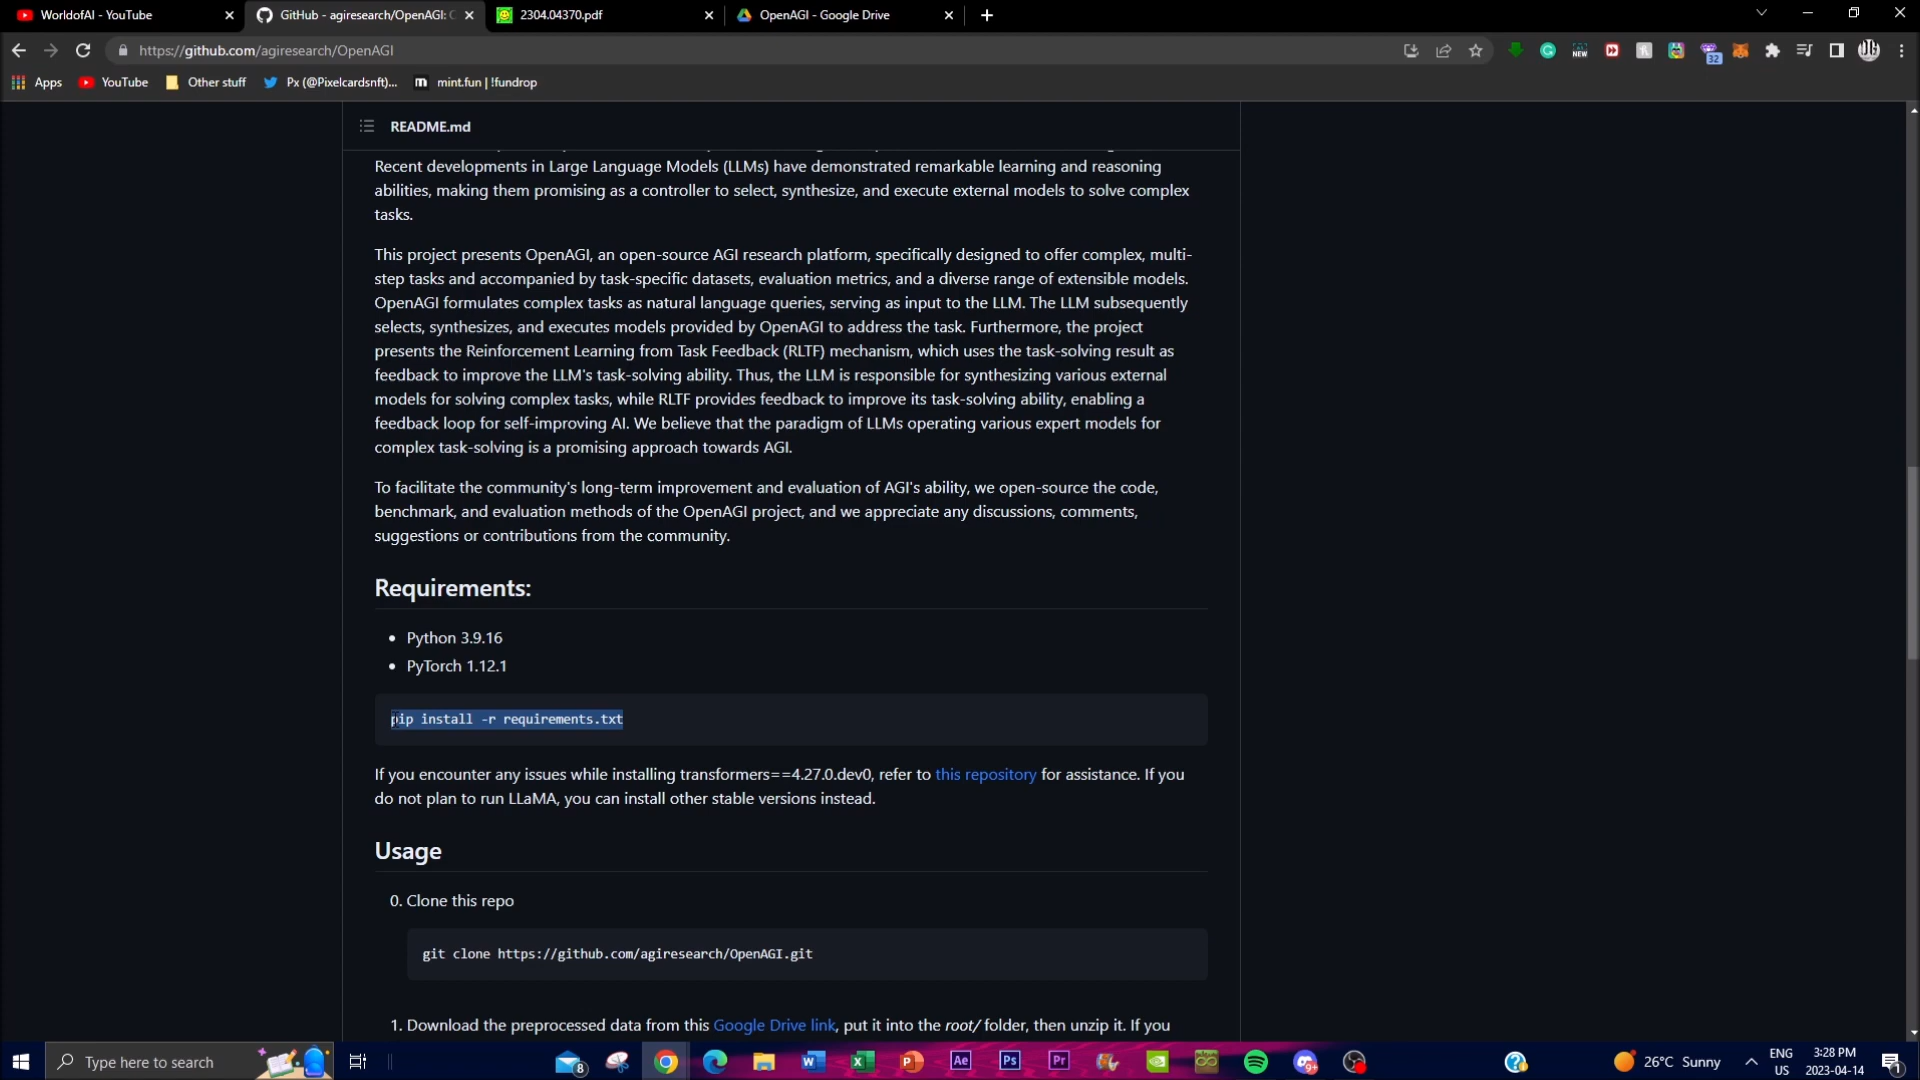 WorldofAI - YouTube
GitHub - agiresearch/OpenAGI: C
2304.04370.pdf
OpenAGI - Google Drive
https://github.com/agiresearch/OpenAGI
NEW
32
Apps
YouTube
Other stuff
Px (@Pixelcardsnft)...
m mint.fun | !fundrop
README.md
Recent developments in Large Language Models (LLMs) have demonstrated remarkable learning and reasoning
abilities, making them promising as a controller to select, synthesize, and execute external models to solve complex
tasks.
This project presents OpenAGI, an open-source AGI research platform, specifically designed to offer complex, multi-
step tasks and accompanied by task-specific datasets, evaluation metrics, and a diverse range of extensible models.
OpenAGI formulates complex tasks as natural language queries, serving as input to the LLM. The LLM subsequently
selects, synthesizes, and executes models provided by OpenAGI to address the task. Furthermore, the project
presents the Reinforcement Learning from Task Feedback (RLTF) mechanism, which uses the task-solving result as
feedback to improve the LLM's task-solving ability. Thus, the LLM is responsible for synthesizing various external
models for solving complex tasks, while RLTF provides feedback to improve its task-solving ability, enabling a
feedback loop for self-improving AI. We believe that the paradigm of LLMs operating various expert models for
complex task-solving is a promising approach towards AGI.
To facilitate the community's long-term improvement and evaluation of AGI's ability, we open-source the code,
benchmark, and evaluation methods of the OpenAGI project, and we appreciate any discussions, comments,
suggestions or contributions from the community.
Requirements:
• Python 3.9.16
• PyTorch 1.12.1
pip install -r requirements.txt
If you encounter any issues while installing transformers==4.27.0.dev0, refer to this repository for assistance. If you
do not plan to run LLaMA, you can install other stable versions instead.
Usage
0. Clone this repo
git clone https://github.com/agiresearch/OpenAGI.git
1. Download the preprocessed data from this Google Drive link, put it into the root/ folder, then unzip it. If you
Type here to search
8
W
X
P
Ae
Ps
Pr
9+
26°C Sunny
ENG
US
3:28 PM
2023-04-14
1